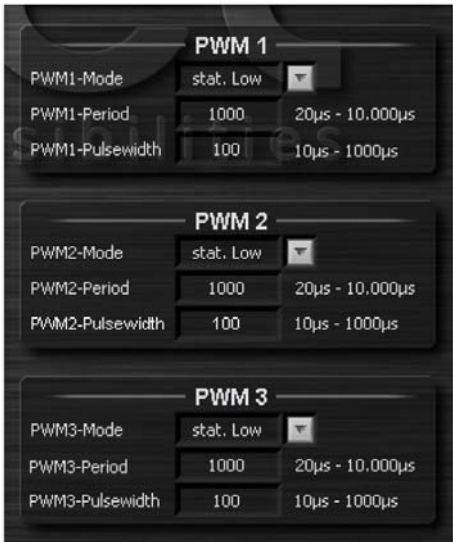 PWM 1
PWM1-Mode stat. Low
PWM1-Period 1000 20µs - 10.000µs
PWM1-Pulsewidth 100 10µs - 1000µs
PWM 2
PWM2-Mode stat. Low
PWM2-Period 1000 20µs - 10.000µs
PWM2-Pulsewidth 100 10µs - 1000µs
PWM 3
PWM3-Mode stat. Low
PWM3-Period 1000 20µs - 10.000µs
PWM3-Pulsewidth 100 10µs - 1000µs